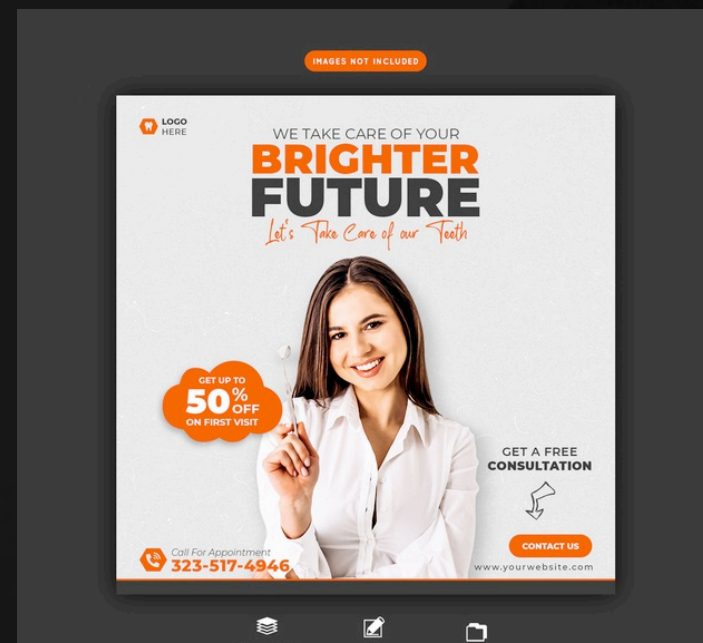 IMAGES NOT INCLUDED
LOGO
HERE
WE TAKE CARE OF YOUR
BRIGHTER
FUTURE
Let's Take Care of our Teeth
GET UP TO
50% OFF
ON FIRST VISIT
GET A FREE
CONSULTATION
CONTACT US
Call For Appointment
323-517-4946
www.yourwebsite.com